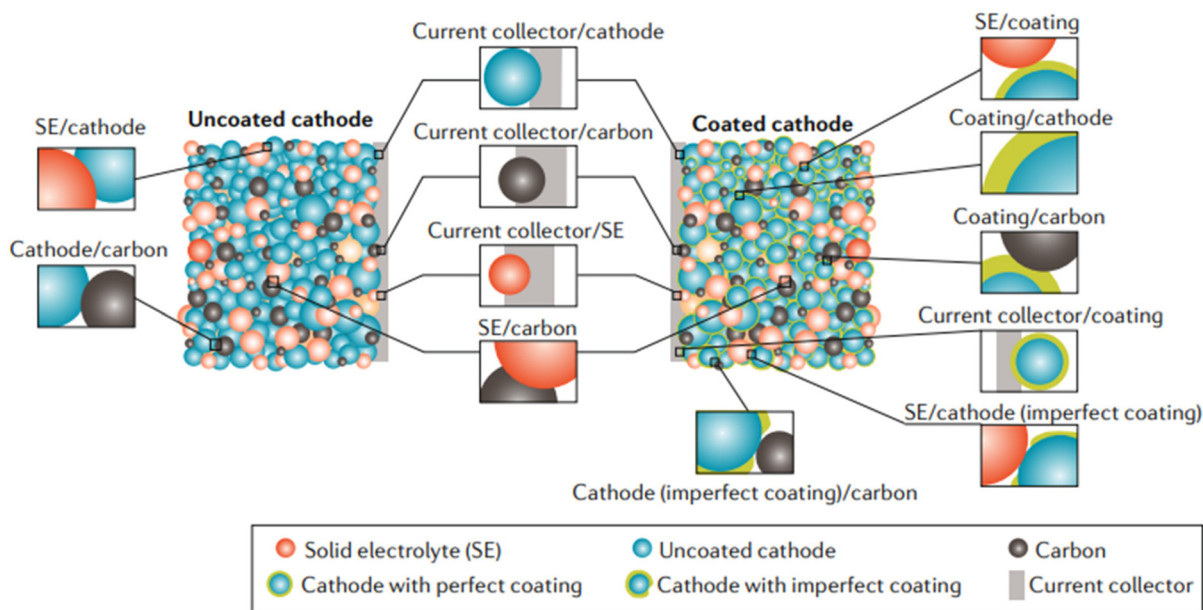 Current collector/cathode
SE/coating
Uncoated cathode
Coated cathode
SE/cathode
Current collector/carbon
Coating/cathode
Cathode/carbon
Current collector/SE
Coating/carbon
SE/carbon
Current collector/coating
SE/cathode (imperfect coating)
Cathode (imperfect coating)/carbon
Solid electrolyte (SE)
Uncoated cathode
Carbon
Cathode with perfect coating
Cathode with imperfect coating
Current collector